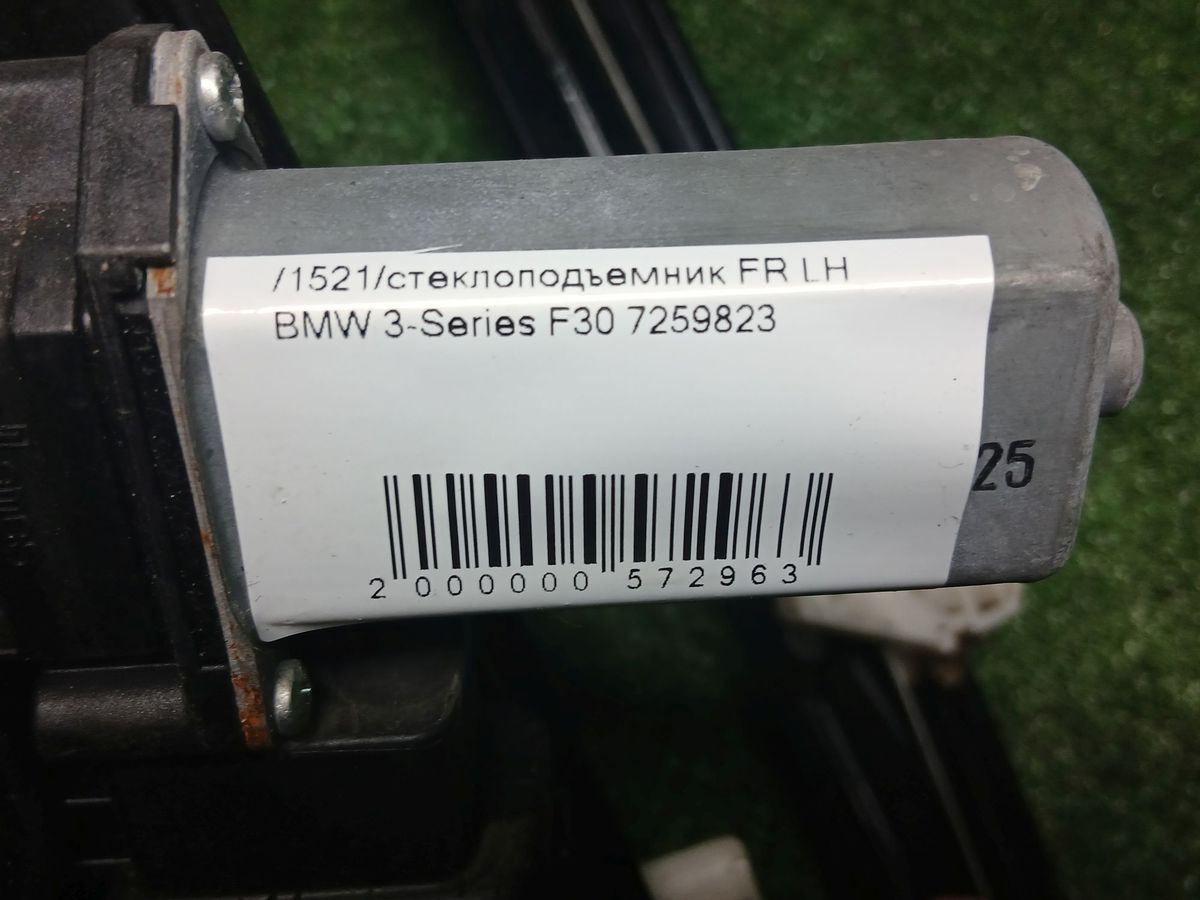 /1521/стеклоподъемник FR LH
BMW 3-Series F30 7259823
25
2 000000 572963